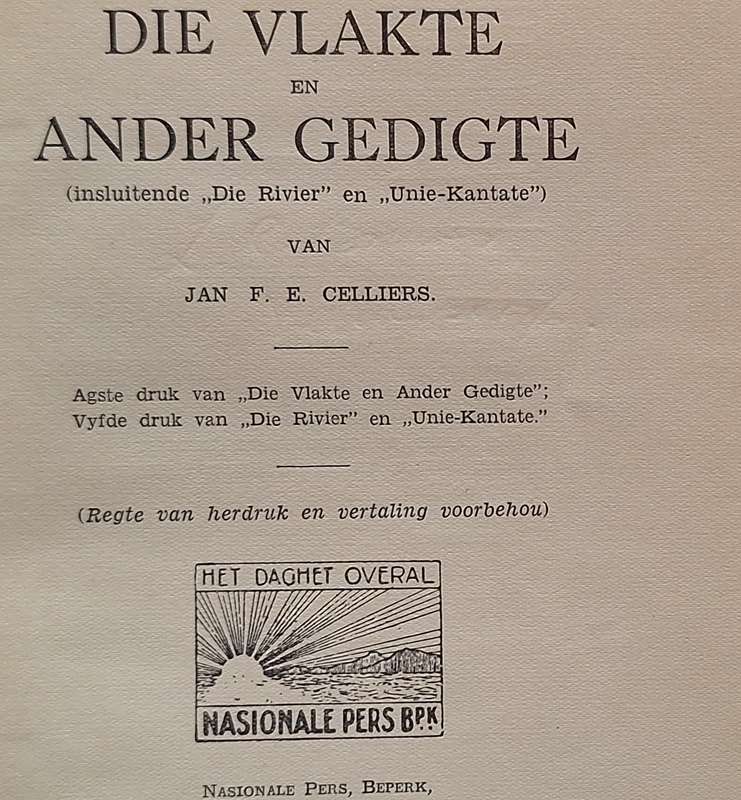 DIE VLAKTE
EN
ANDER GEDIGTE
(insluitende „Die Rivier” en „Unie-Kantate”)
VAN
JAN F. E. CELLIERS.
Agste druk van „Die Vlakte en Ander Gedigte”;
Vyfde druk van „Die Rivier” en „Unie-Kantate.”
(Regte van herdruk en vertaling voorbehou)
HET DAGHET OVERAL
NASIONALE PERS BPK
NASIONALE PERS, BEPERK,